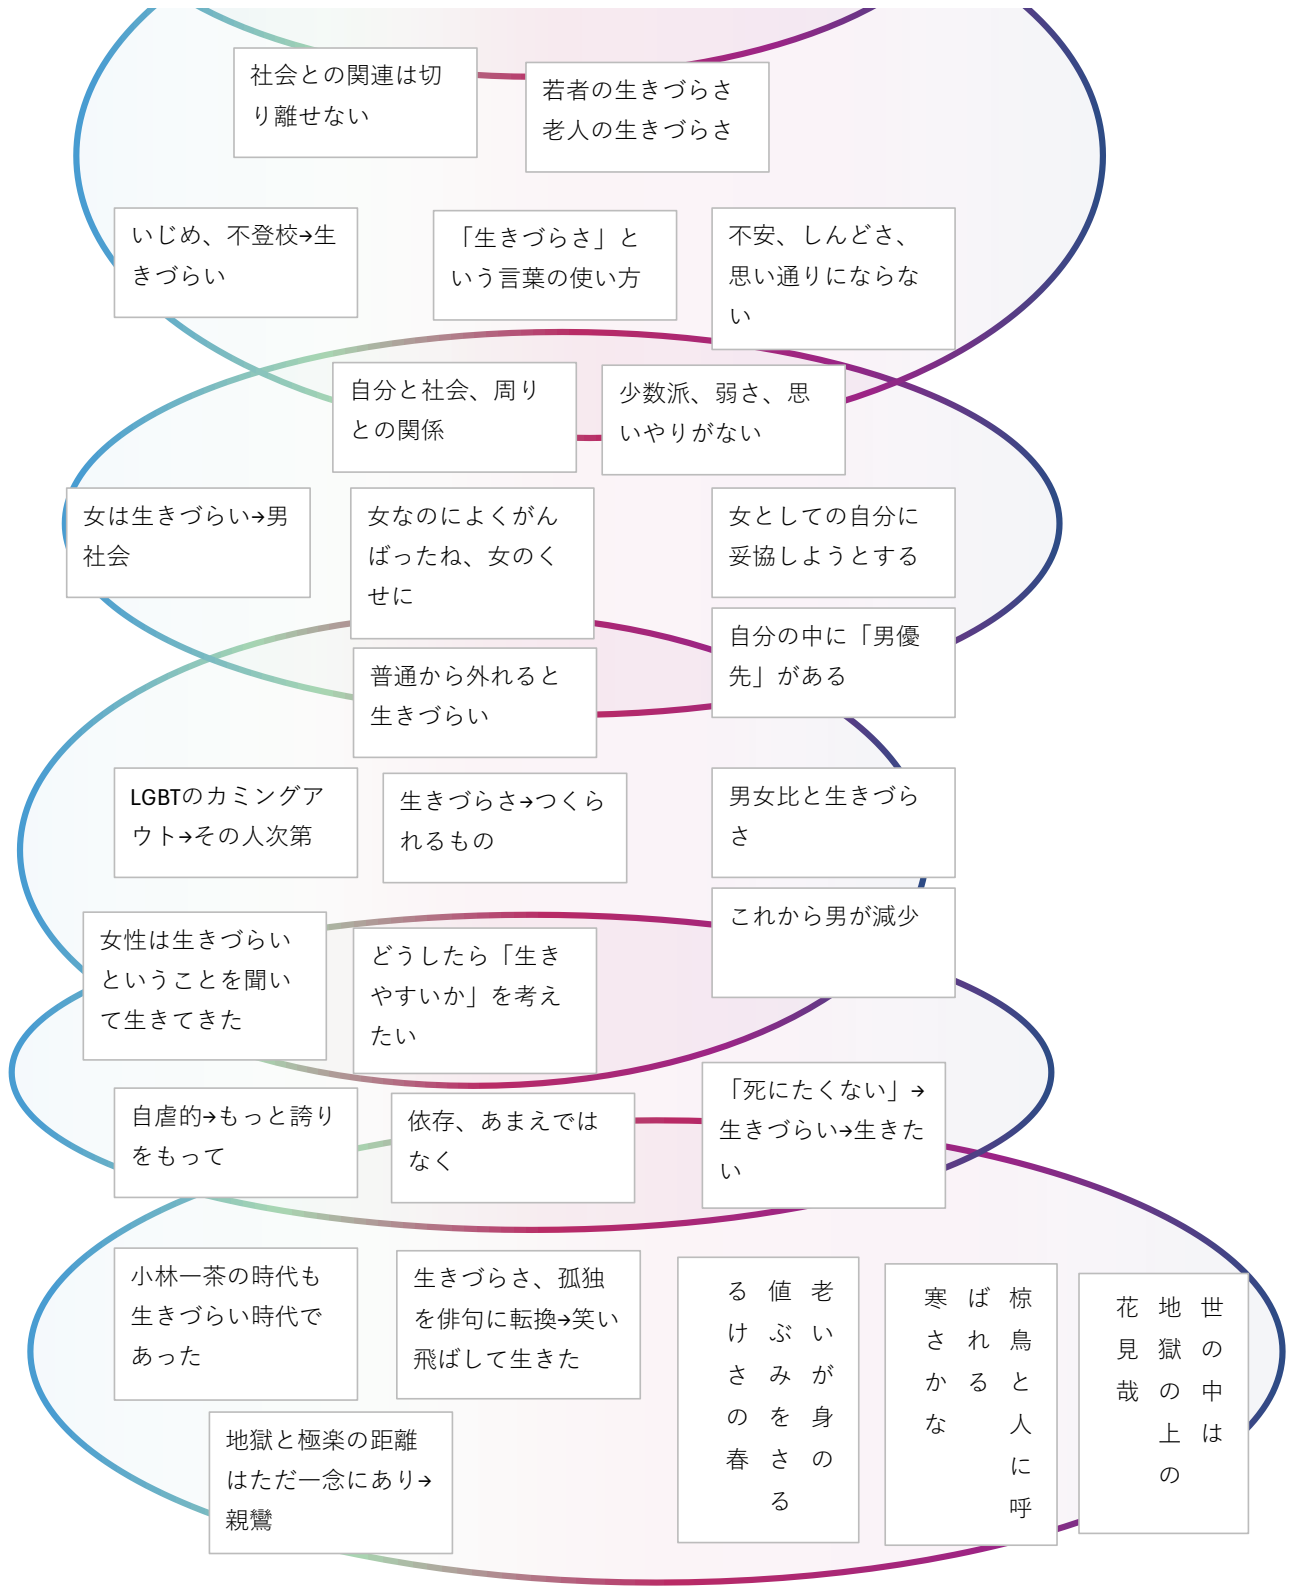 社会との関連は切
り離せない
若者の生きづらさ
老人の生きづらさ
いじめ、不登校→生
きづらい
「生きづらさ」と
いう言葉の使い方
不安、しんどさ、
思い通りにならな
い
自分と社会、周り
との関係
少数派、弱さ、思
いやりがない
女は生きづらい→男
社会
女なのによくがん
ばったね、女のく
せに
女としての自分に
妥協しようとする
自分の中に「男優
先」がある
普通から外れると
生きづらい
LGBTのカミングア
ウト→その人次第
生きづらさ→つくら
れるもの
男女比と生きづら
さ
これから男が減少
女性は生きづらい
ということを聞い
て生きてきた
どうしたら「生き
やすいか」を考え
たい
自虐的→もっと誇り
をもって
依存、あまえでは
なく
「死にたくない」→
生きづらい→生きた
い
小林一茶の時代も
生きづらい時代で
あった
生きづらさ、孤独
を俳句に転換→笑い
飛ばして生きた
地獄と極楽の距離
はただ一念にあり→
親鸞
老いが身の
値ぶみをさる
るけさの春
椋鳥と人に呼
ばれる
寒さかな
世の中は
地獄の上の
花見哉